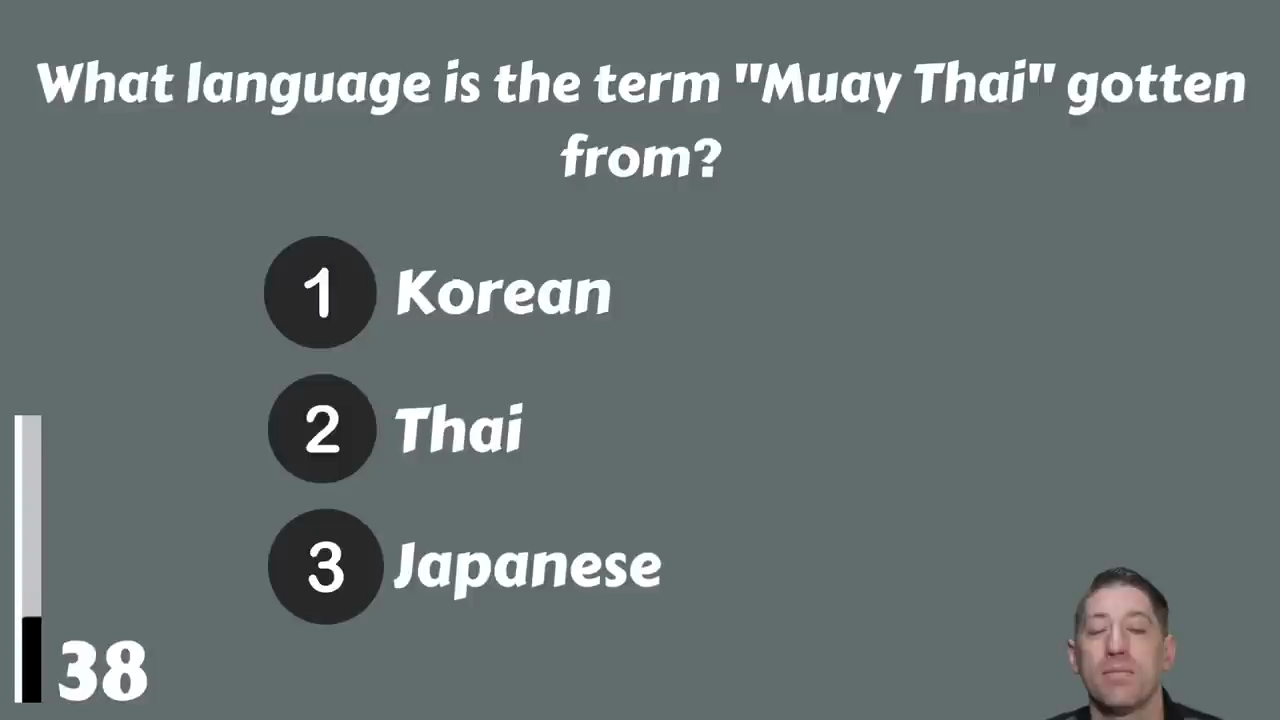 What language is the term "Muay Thai" gotten
from?
1 Korean
2 Thai
3 Japanese
38